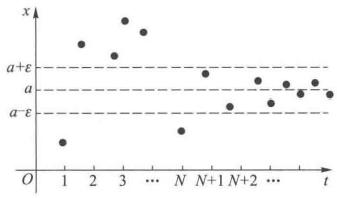 x
a+ε
a
a−ε
O 1 2 3 ⋯ N N+1 N+2 ⋯ t